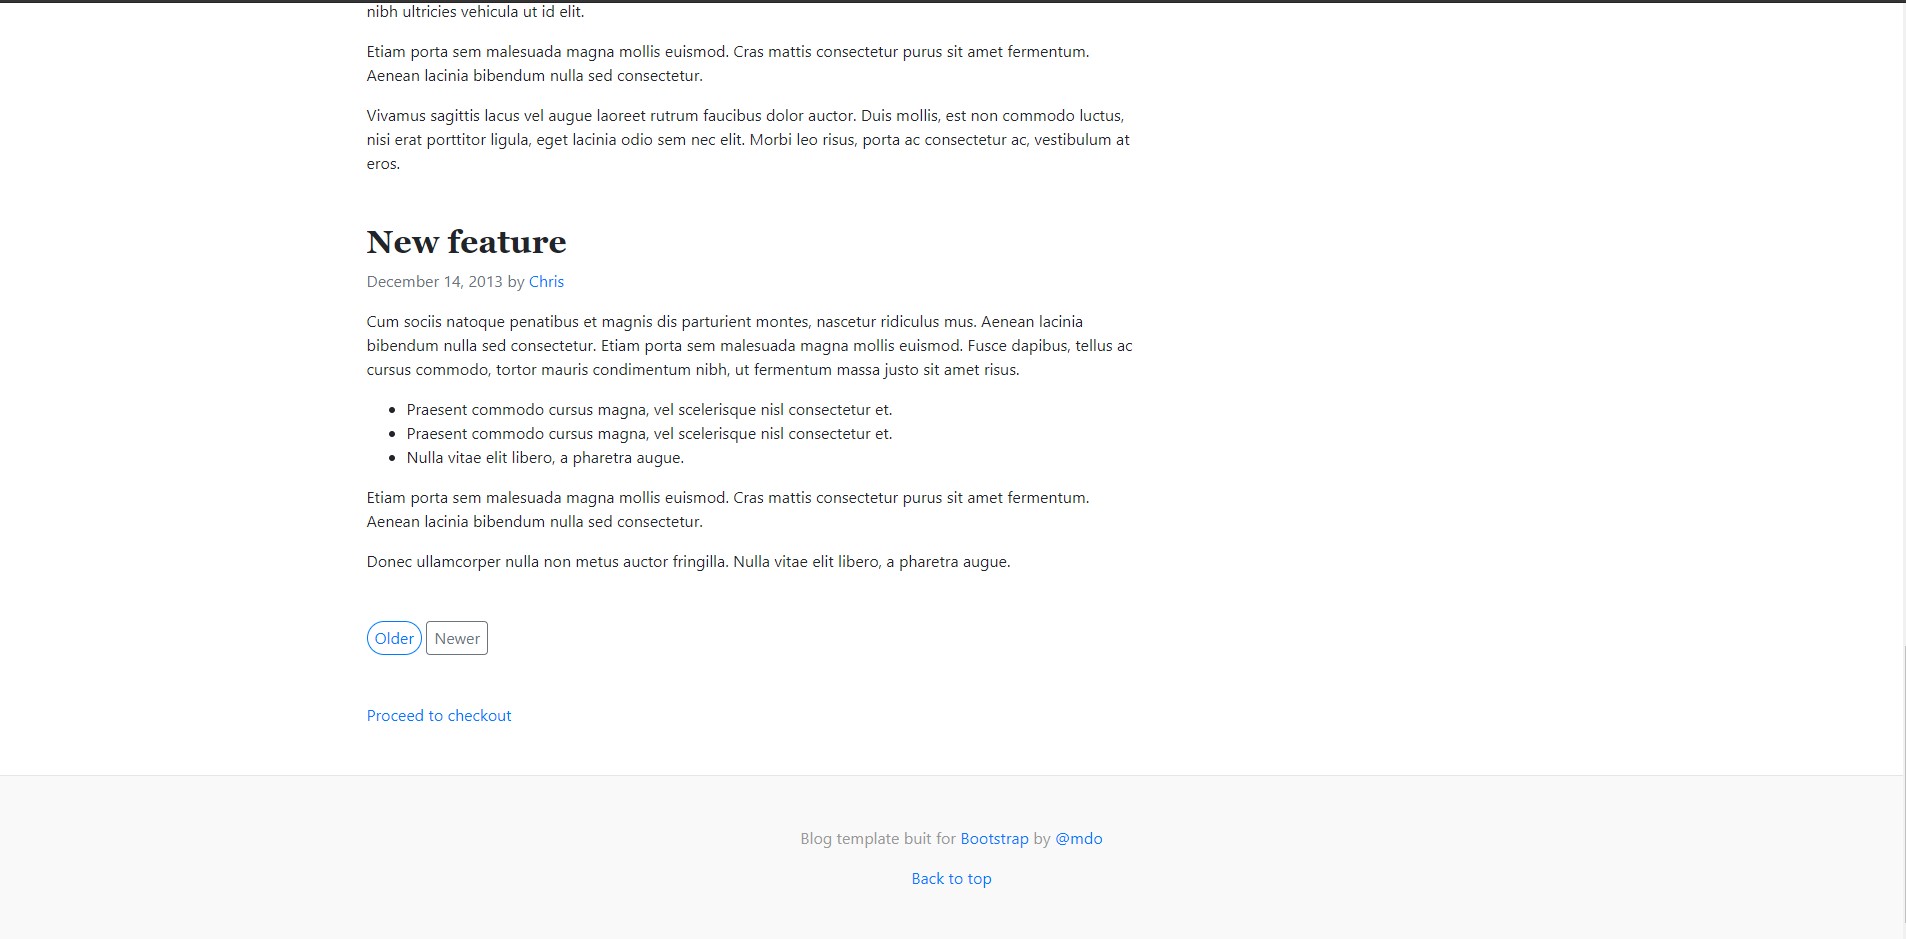 nibh ultricies vehicula ut id elit.
Etiam porta sem malesuada magna mollis euismod. Cras mattis consectetur purus sit amet fermentum.
Aenean lacinia bibendum nulla sed consectetur.
Vivamus sagittis lacus vel augue laoreet rutrum faucibus dolor auctor. Duis mollis, est non commodo luctus,
nisi erat porttitor ligula, eget lacinia odio sem nec elit. Morbi leo risus, porta ac consectetur ac, vestibulum at
eros.
New feature
December 14, 2013 by Chris
Cum sociis natoque penatibus et magnis dis parturient montes, nascetur ridiculus mus. Aenean lacinia
bibendum nulla sed consectetur. Etiam porta sem malesuada magna mollis euismod. Fusce dapibus, tellus ac
cursus commodo, tortor mauris condimentum nibh, ut fermentum massa justo sit amet risus.
Praesent commodo cursus magna, vel scelerisque nisl consectetur et.
Praesent commodo cursus magna, vel scelerisque nisl consectetur et.
Nulla vitae elit libero, a pharetra augue.
Etiam porta sem malesuada magna mollis euismod. Cras mattis consectetur purus sit amet fermentum.
Aenean lacinia bibendum nulla sed consectetur.
Donec ullamcorper nulla non metus auctor fringilla. Nulla vitae elit libero, a pharetra augue.
Older Newer
Proceed to checkout
Blog template buit for Bootstrap by @mdo
Back to top